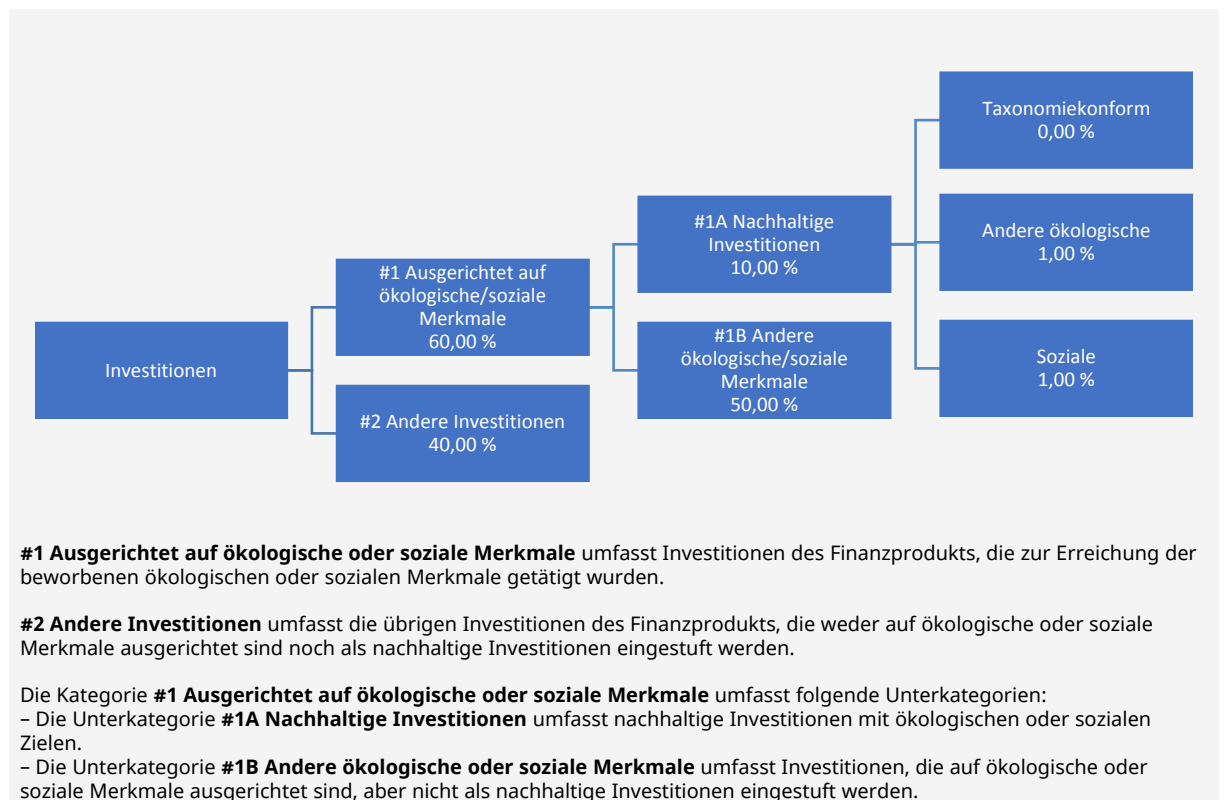 Investitionen
#1 Ausgerichtet auf
ökologische/soziale
Merkmale
60,00 %
#2 Andere Investitionen
40,00 %
#1A Nachhaltige
Investitionen
10,00 %
#1B Andere
ökologische/soziale
Merkmale
50,00 %
Taxonomiekonform
0,00 %
Andere ökologische
1,00 %
Soziale
1,00 %
#1 Ausgerichtet auf ökologische oder soziale Merkmale umfasst Investitionen des Finanzprodukts, die zur Erreichung der
beworbenen ökologischen oder sozialen Merkmale getätigt wurden.
#2 Andere Investitionen umfasst die übrigen Investitionen des Finanzprodukts, die weder auf ökologische oder soziale
Merkmale ausgerichtet sind noch als nachhaltige Investitionen eingestuft werden.
Die Kategorie #1 Ausgerichtet auf ökologische oder soziale Merkmale umfasst folgende Unterkategorien:
– Die Unterkategorie #1A Nachhaltige Investitionen umfasst nachhaltige Investitionen mit ökologischen oder sozialen
Zielen.
– Die Unterkategorie #1B Andere ökologische oder soziale Merkmale umfasst Investitionen, die auf ökologische oder
soziale Merkmale ausgerichtet sind, aber nicht als nachhaltige Investitionen eingestuft werden.